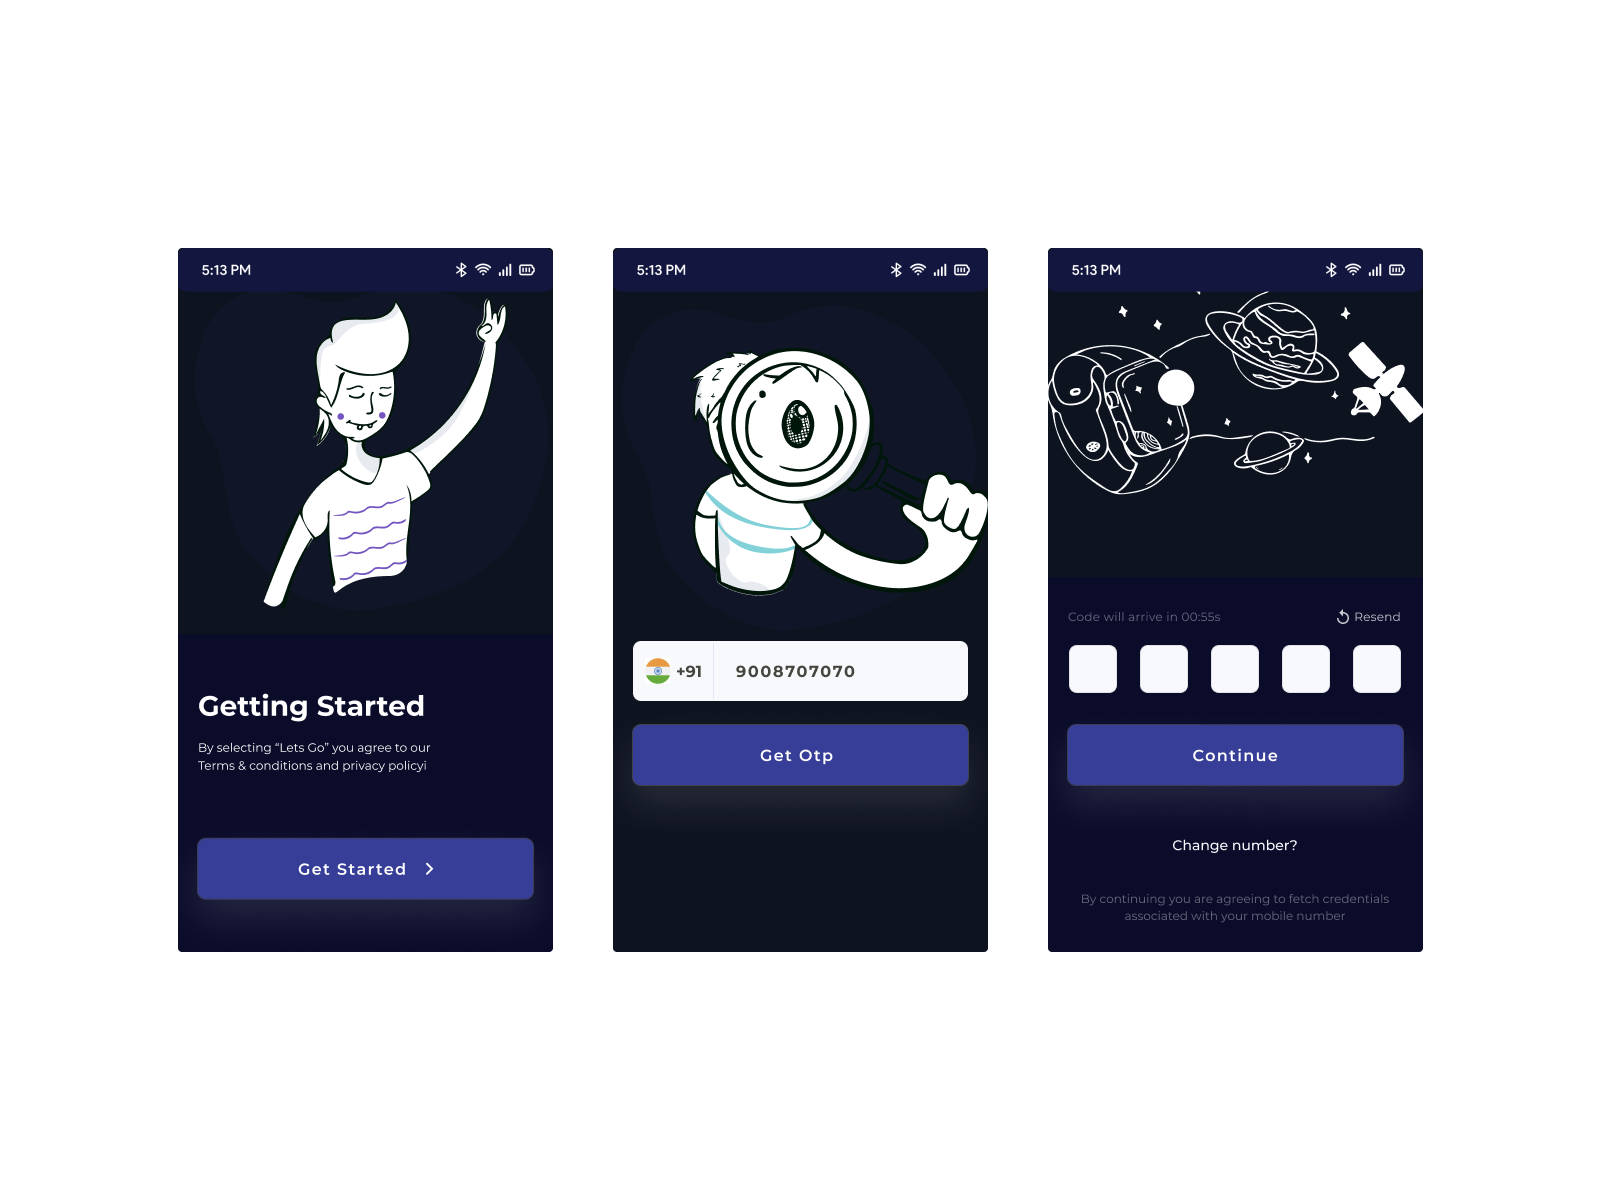 5:13 PM
Getting Started
By selecting “Lets Go” you agree to our
Terms & conditions and privacy policyi
Get Started
5:13 PM
+91 9008707070
Get Otp
5:13 PM
Code will arrive in 00:55s Resend
Continue
Change number?
By continuing you are agreeing to fetch credentials
associated with your mobile number